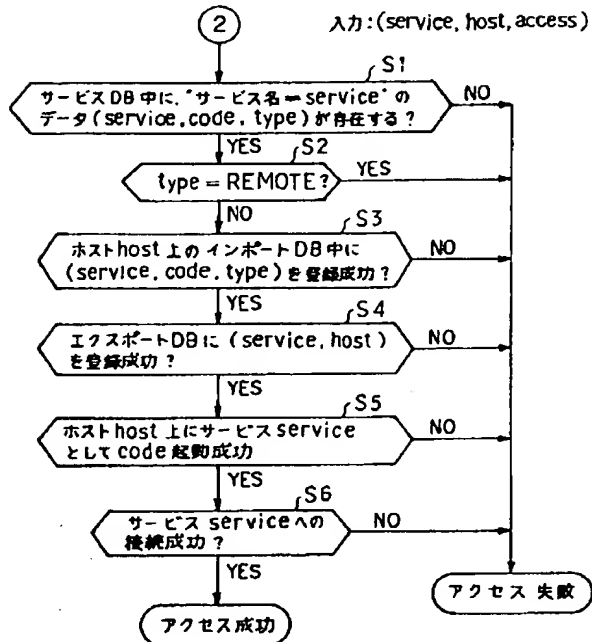 2
入力:(service, host, access)
S1
サービスDB中に、"サービス名=service"の
データ(service, code, type)が存在する?
NO
YES
S2
type = REMOTE?
YES
NO
S3
ホストhost上のインポートDB中に
(service, code, type)を登録成功?
NO
YES
S4
エクスポートDBに(service, host)
を登録成功?
NO
YES
S5
ホストhost上にサービスservice
としてcode起動成功
NO
YES
S6
サービスserviceへの
接続成功?
NO
YES
アクセス失敗
アクセス成功